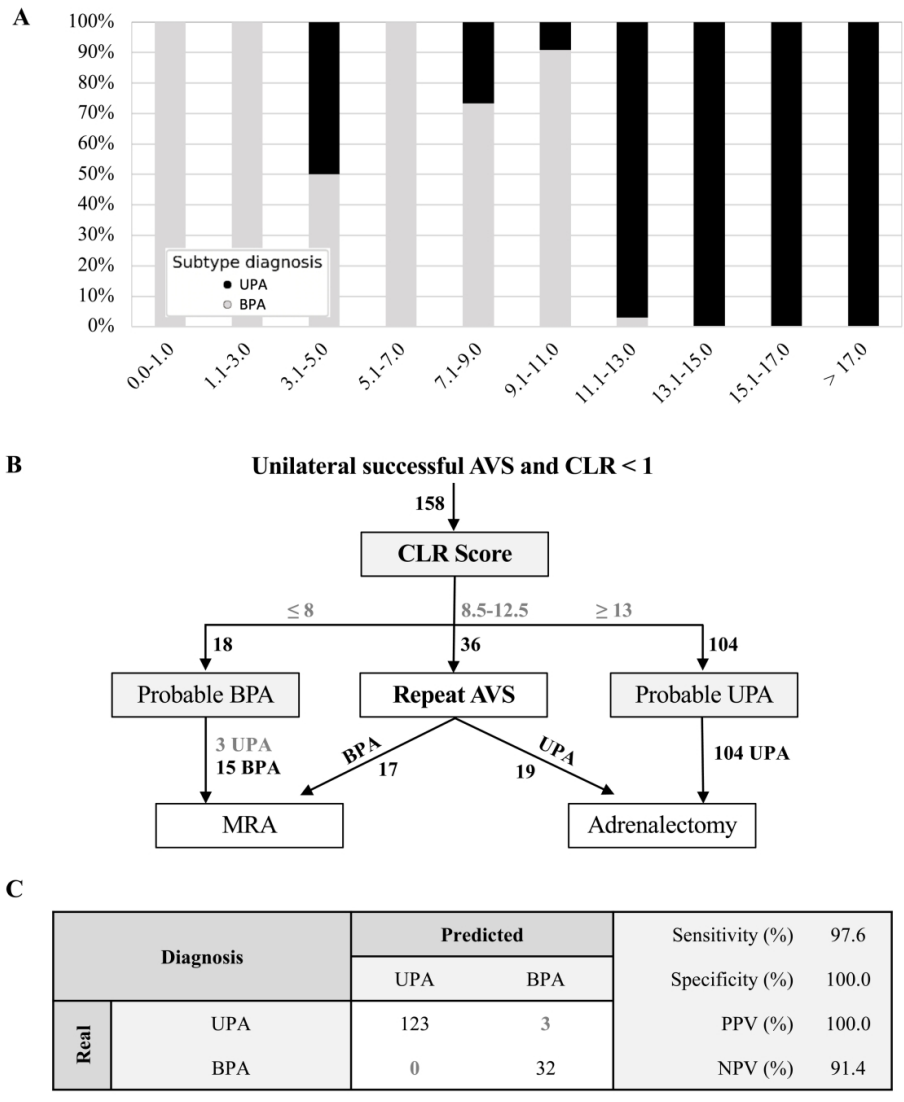 A
100%
90%
80%
70%
60%
50%
40%
30%
20%
10%
0%
Subtype diagnosis
UPA
BPA
0.0-1.0
1.1-3.0
3.1-5.0
5.1-7.0
7.1-9.0
9.1-11.0
11.1-13.0
13.1-15.0
15.1-17.0
> 17.0
B
Unilateral successful AVS and CLR < 1
158
CLR Score
≤ 8 8.5-12.5 ≥ 13
18 36 104
Probable BPA Repeat AVS Probable UPA
3 UPA
15 BPA
BPA
17
UPA
19
104 UPA
MRA Adrenalectomy
C
Diagnosis Predicted Sensitivity (%) 97.6
UPA BPA Specificity (%) 100.0
Real UPA 123 3 PPV (%) 100.0
BPA 0 32 NPV (%) 91.4